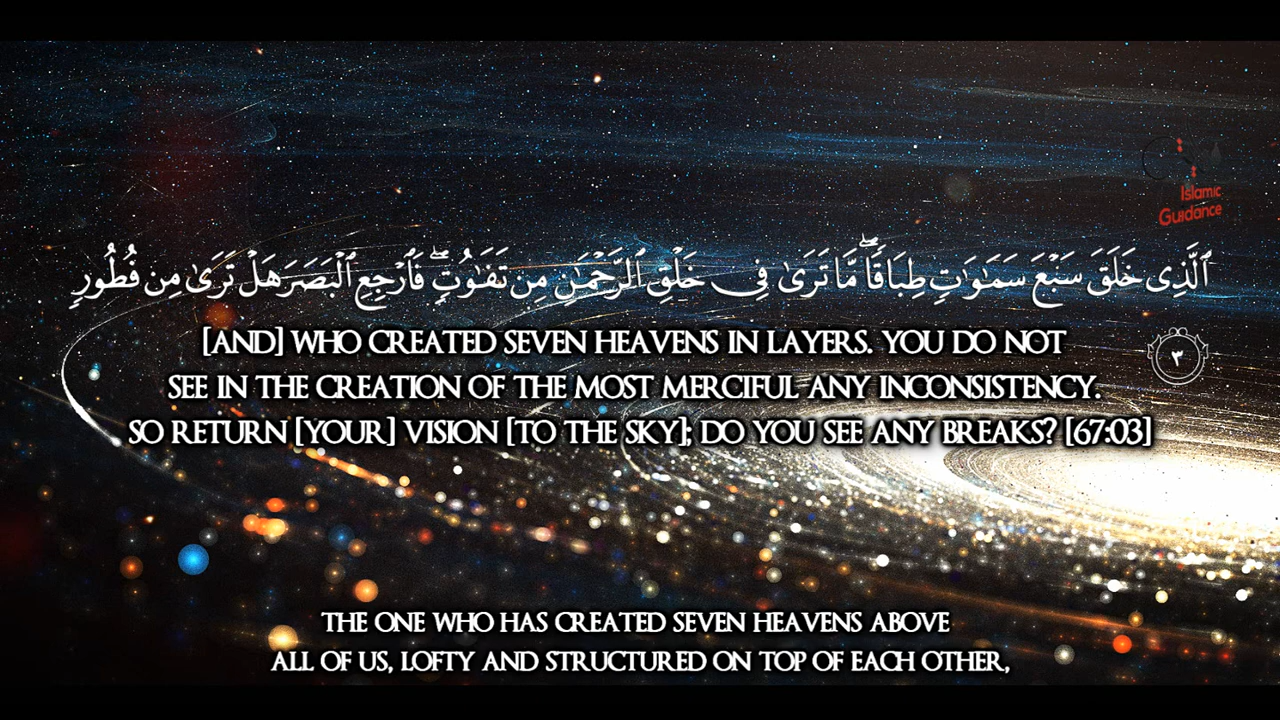 Islamic
Guidance
ٱلَّذِى خَلَقَ سَبْعَ سَمَـٰوَٰتٍ طِبَاقًا ۖ مَّا تَرَىٰ فِى خَلْقِ ٱلرَّحْمَـٰنِ مِن تَفَـٰوُتٍ ۖ فَٱرْجِعِ ٱلْبَصَرَ هَلْ تَرَىٰ مِن فُطُورٍ
٣
[AND] WHO CREATED SEVEN HEAVENS IN LAYERS. YOU DO NOT
SEE IN THE CREATION OF THE MOST MERCIFUL ANY INCONSISTENCY.
SO RETURN [YOUR] VISION [TO THE SKY]; DO YOU SEE ANY BREAKS? [67:03]
THE ONE WHO HAS CREATED SEVEN HEAVENS ABOVE
ALL OF US, LOFTY AND STRUCTURED ON TOP OF EACH OTHER,